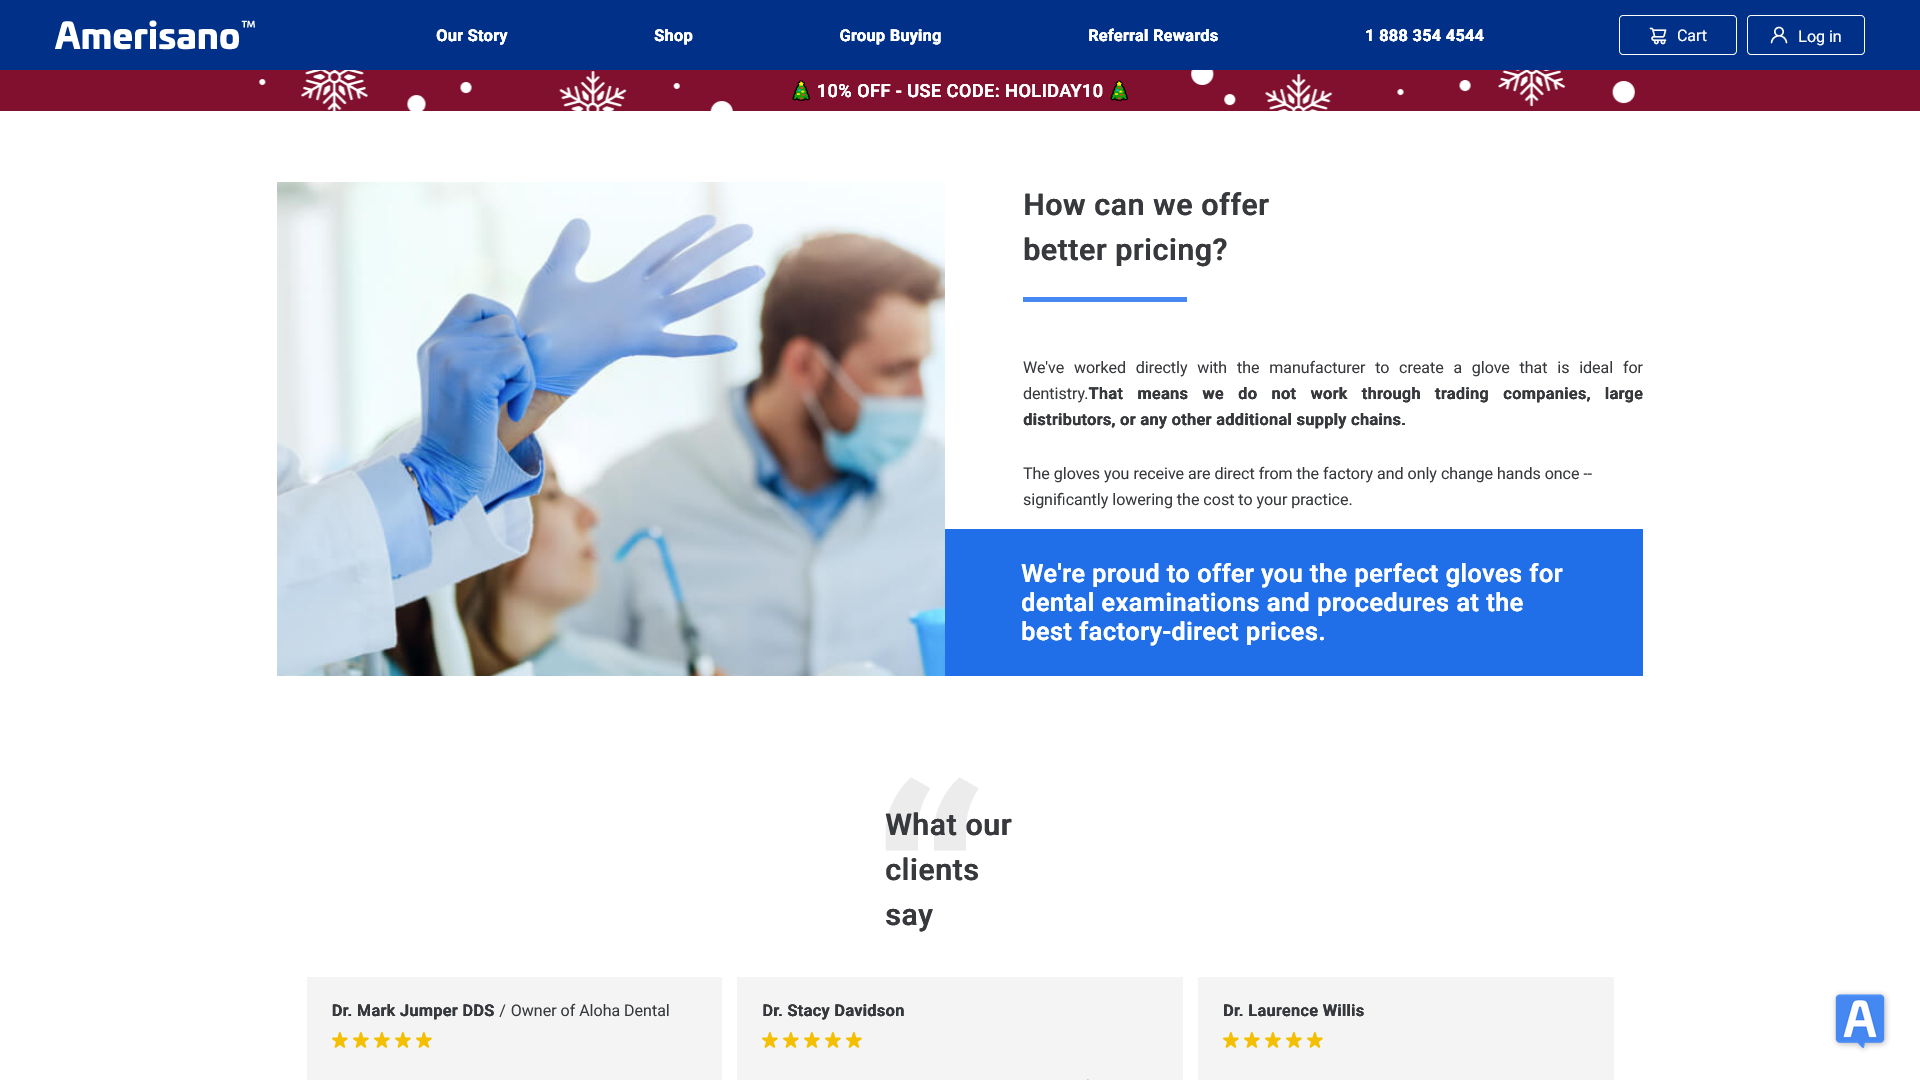 Amerisano™
Our Story
Shop
Group Buying
Referral Rewards
1 888 354 4544
Cart
Log in
🎄 10% OFF - USE CODE: HOLIDAY10 🎄
How can we offer
better pricing?
We've worked directly with the manufacturer to create a glove that is ideal for
dentistry.That means we do not work through trading companies, large
distributors, or any other additional supply chains.
The gloves you receive are direct from the factory and only change hands once --
significantly lowering the cost to your practice.
We're proud to offer you the perfect gloves for
dental examinations and procedures at the
best factory-direct prices.
“
What our
clients
say
Dr. Mark Jumper DDS / Owner of Aloha Dental
Dr. Stacy Davidson
Dr. Laurence Willis
A